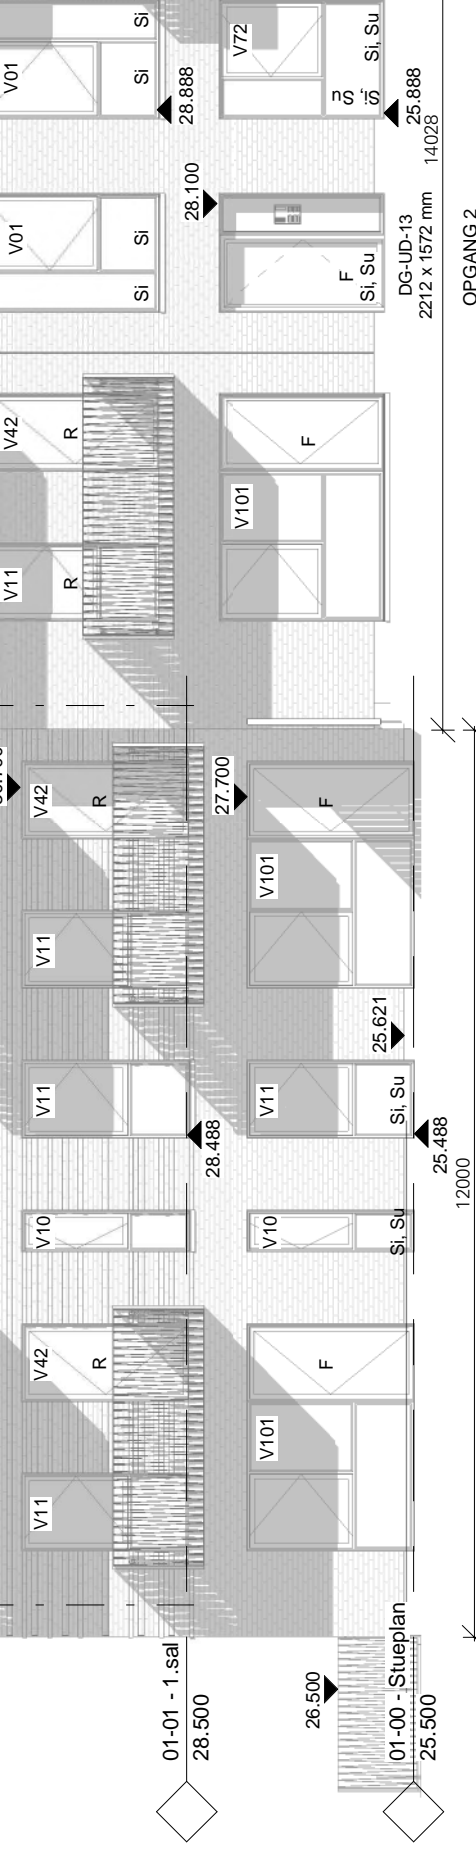 V11
V42
V10
V11
V11
V42
V11
V42
V01
V01
R
R
R
R
Si
Si
Si
Si
01-01 - 1.sal
28.500
28.488
28.888
27.700
28.100
V101
V10
V11
V101
V101
V72
F
F
F
F
Si, Su
Si, Su
Si, Su
Si, Su
Si, Su
26.500
25.621
01-00 - Stueplan
25.500
25.488
25.888
DG-UD-13
2212 x 1572 mm
14028
12000
OPGANG 2